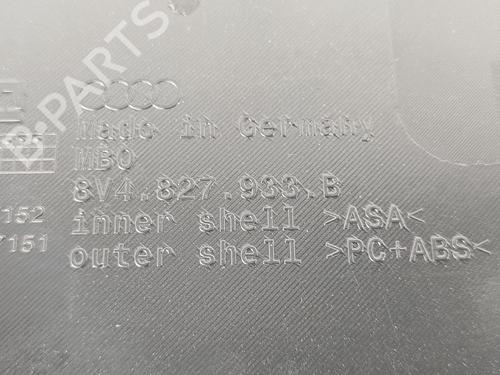 Made in Germany
MBO
8V4.827.933.B
152 inner shell >ASA<
7151 outer shell >PC+ABS<
B-PARTS